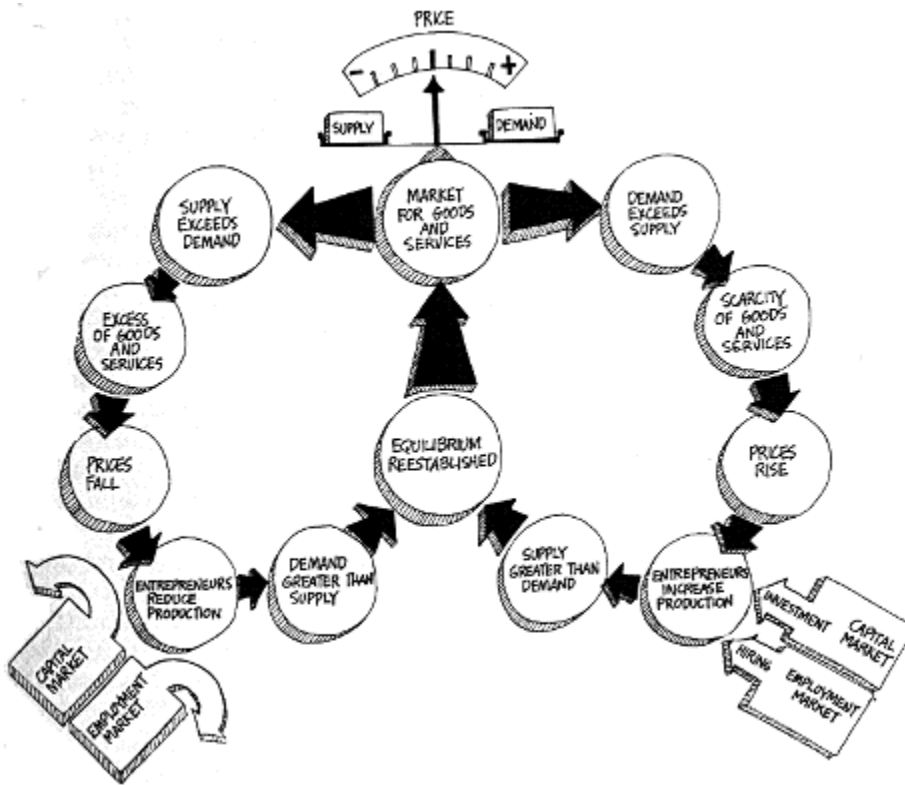 PRICE
- +
SUPPLY
DEMAND
MARKET
FOR GOODS
AND
SERVICES
SUPPLY
EXCEEDS
DEMAND
EXCESS
OF GOODS
AND
SERVICES
PRICES
FALL
ENTREPRENEURS
REDUCE
PRODUCTION
DEMAND
GREATER THAN
SUPPLY
EQUILIBRIUM
REESTABLISHED
DEMAND
EXCEEDS
SUPPLY
SCARCITY
OF GOODS
AND
SERVICES
PRICES
RISE
ENTREPRENEURS
INCREASE
PRODUCTION
SUPPLY
GREATER THAN
DEMAND
CAPITAL
MARKET
EMPLOYMENT
MARKET
INVESTMENT
CAPITAL
MARKET
HIRING
EMPLOYMENT
MARKET